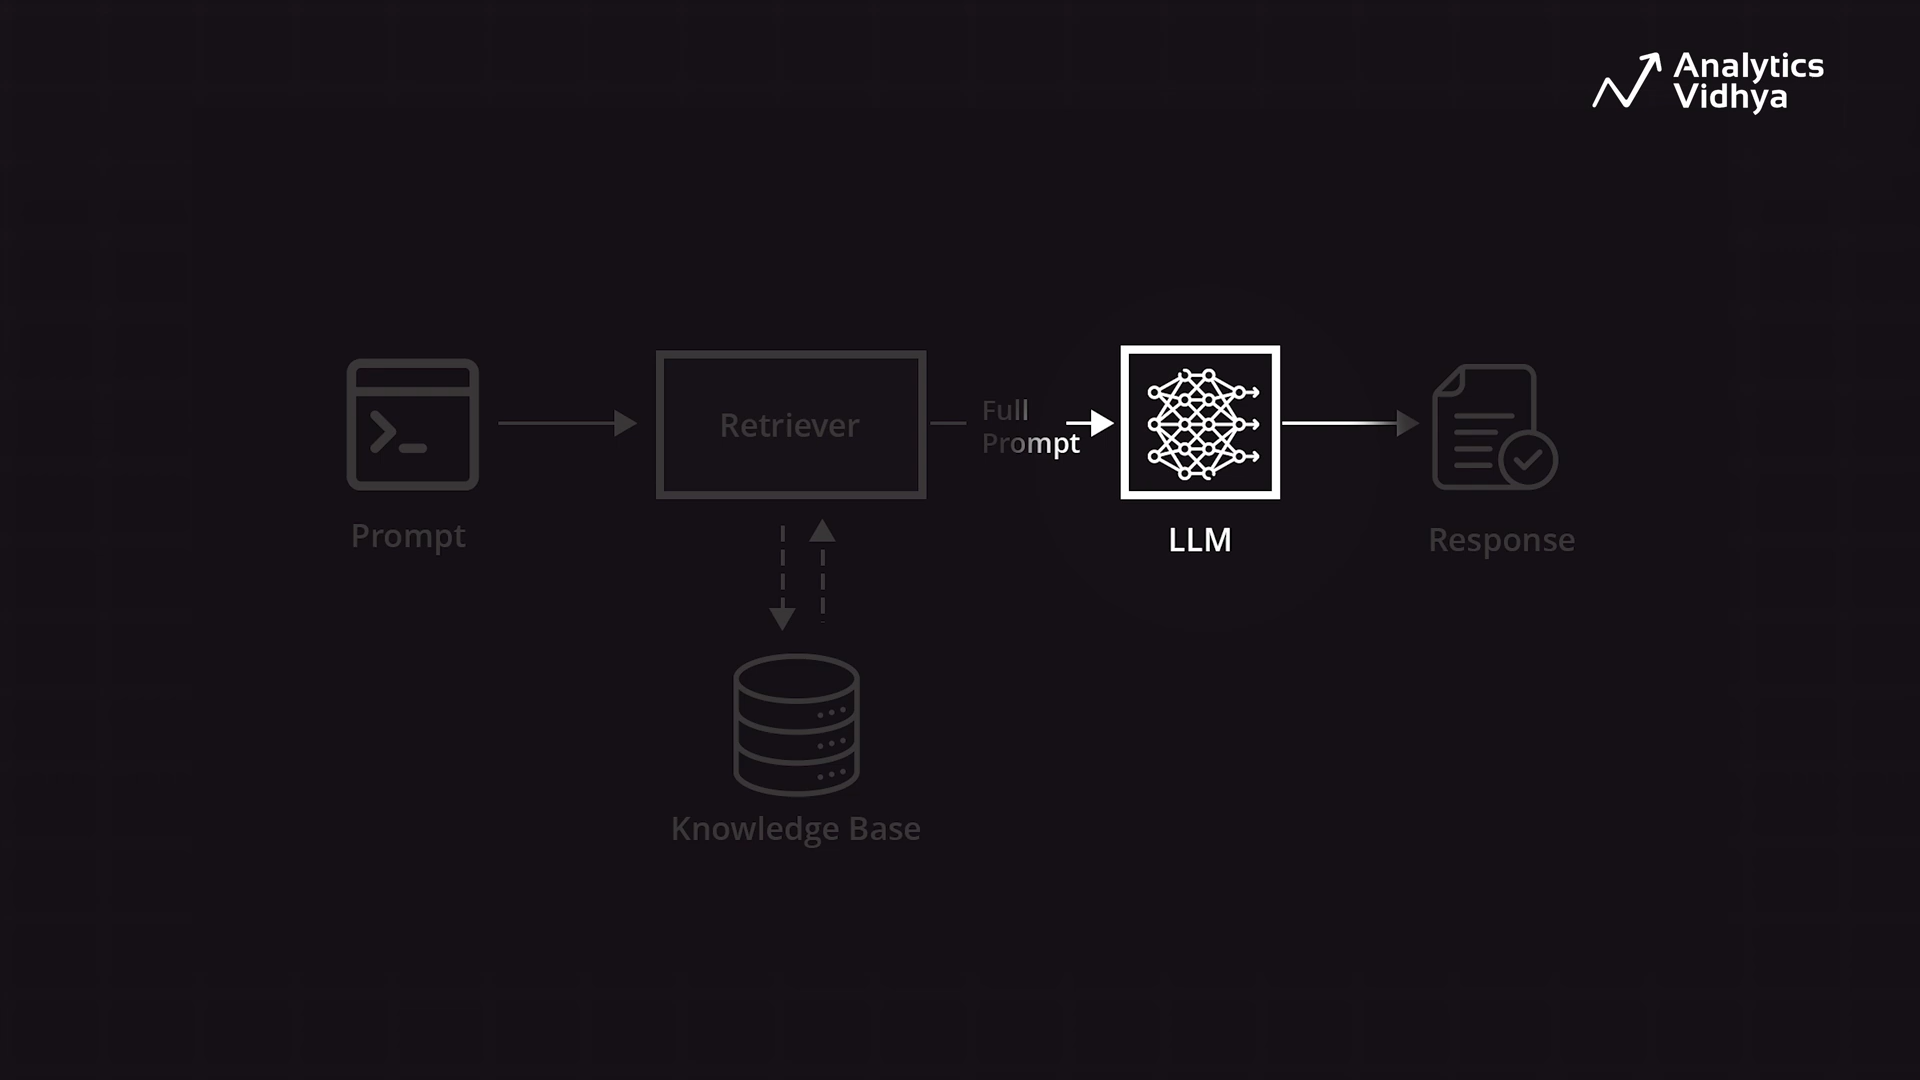 Analytics
Vidhya
Retriever
Full
Prompt
Prompt
LLM
Response
Knowledge Base